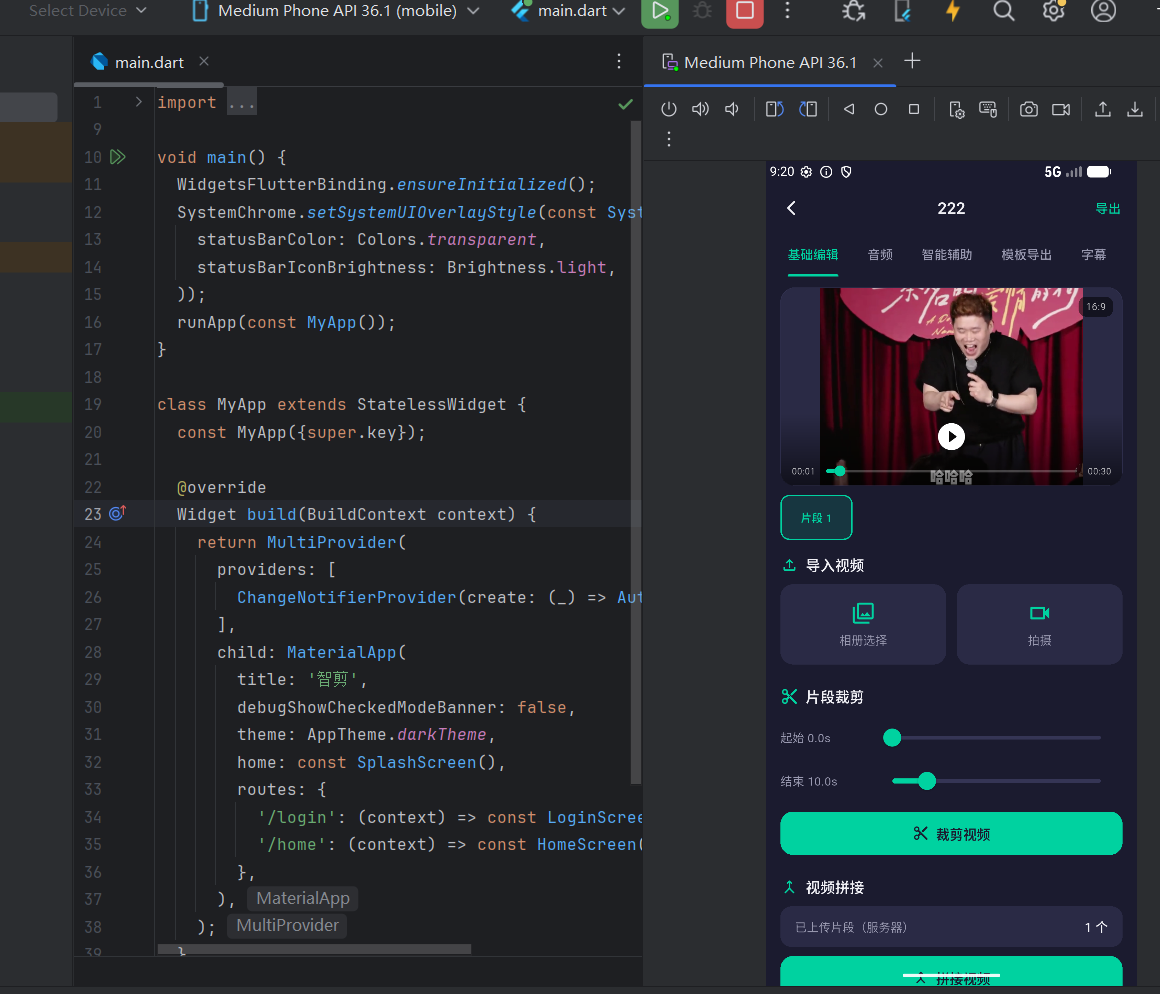 Select Device
Medium Phone API 36.1 (mobile)
main.dart
main.dart
Medium Phone API 36.1
1 import ...
9
10 void main() {
11 WidgetsFlutterBinding.ensureInitialized();
12 SystemChrome.setSystemUIOverlayStyle(const Syst
13 statusBarColor: Colors.transparent,
14 statusBarIconBrightness: Brightness.light,
15 ));
16 runApp(const MyApp());
17 }
18
19 class MyApp extends StatelessWidget {
20 const MyApp({super.key});
21
22 @override
23 Widget build(BuildContext context) {
24 return MultiProvider(
25 providers: [
26 ChangeNotifierProvider(create: (_) => Aut
27 ],
28 child: MaterialApp(
29 title: '智剪',
30 debugShowCheckedModeBanner: false,
31 theme: AppTheme.darkTheme,
32 home: const SplashScreen(),
33 routes: {
34 '/login': (context) => const LoginScree
35 '/home': (context) => const HomeScreen(
36 },
37 ), MaterialApp
38 ); MultiProvider
39 }
9:20
5G
222
导出
基础编辑 音频 智能辅助 模板导出 字幕
16:9
00:01
00:30
哈哈哈
片段 1
导入视频
相册选择
拍摄
片段裁剪
起始 0.0s
结束 10.0s
裁剪视频
视频拼接
已上传片段（服务器）
1 个
拼接视频